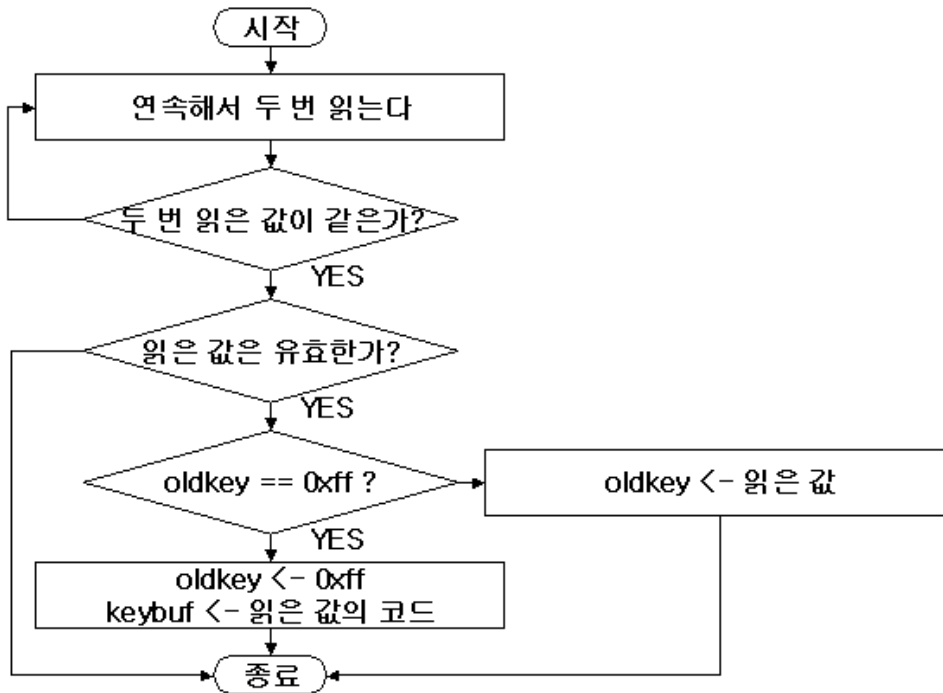 시작
연속해서 두 번 읽는다
두 번 읽은 값이 같은가?
YES
읽은 값은 유효한가?
YES
oldkey == 0xff ?
oldkey <- 읽은 값
YES
oldkey <- 0xff
keybuf <- 읽은 값의 코드
종료